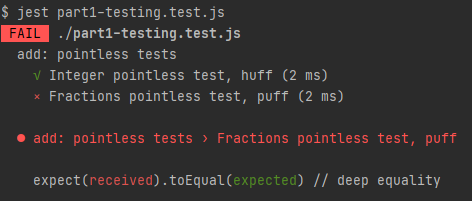 $ jest part1-testing.test.js
FAIL ./part1-testing.test.js
add: pointless tests
√ Integer pointless test, huff (2 ms)
× Fractions pointless test, puff (2 ms)
● add: pointless tests › Fractions pointless test, puff
expect(received).toEqual(expected) // deep equality